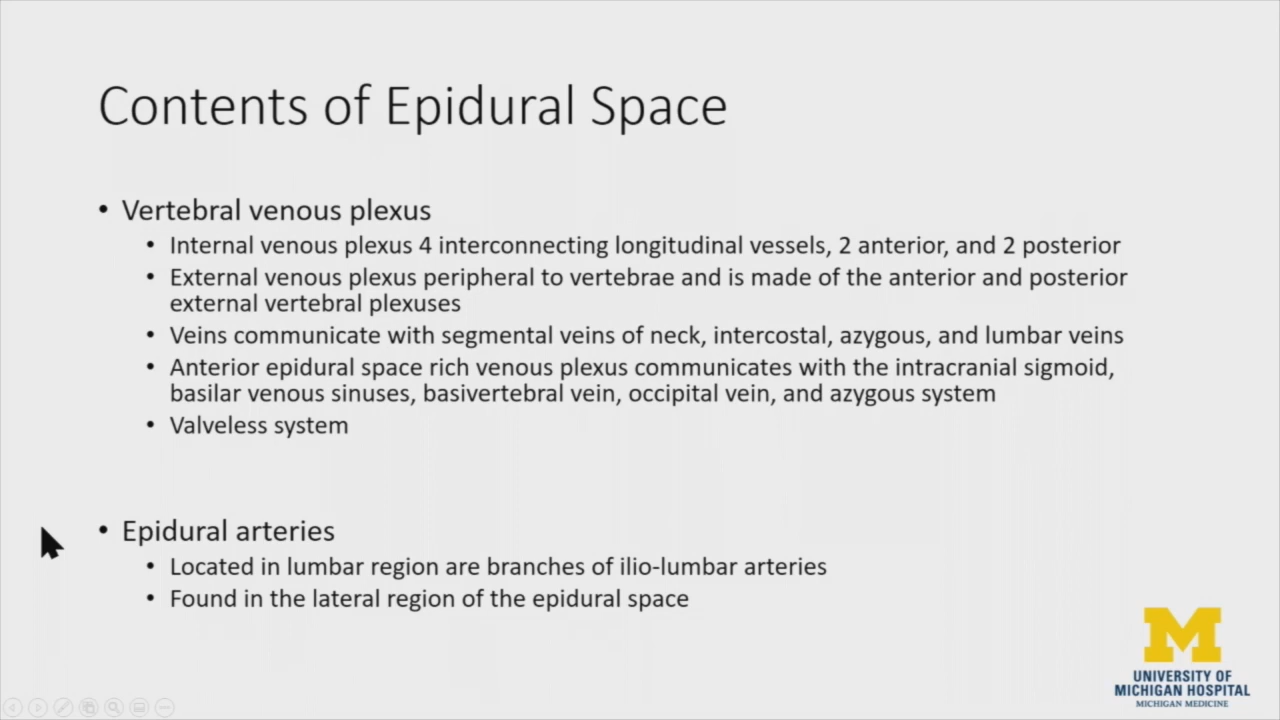 Contents of Epidural Space
• Vertebral venous plexus
• Internal venous plexus 4 interconnecting longitudinal vessels, 2 anterior, and 2 posterior
• External venous plexus peripheral to vertebrae and is made of the anterior and posterior
external vertebral plexuses
• Veins communicate with segmental veins of neck, intercostal, azygous, and lumbar veins
• Anterior epidural space rich venous plexus communicates with the intracranial sigmoid,
basilar venous sinuses, basivertebral vein, occipital vein, and azygous system
• Valveless system
• Epidural arteries
• Located in lumbar region are branches of ilio-lumbar arteries
• Found in the lateral region of the epidural space
M
UNIVERSITY OF
MICHIGAN HOSPITAL
MICHIGAN MEDICINE